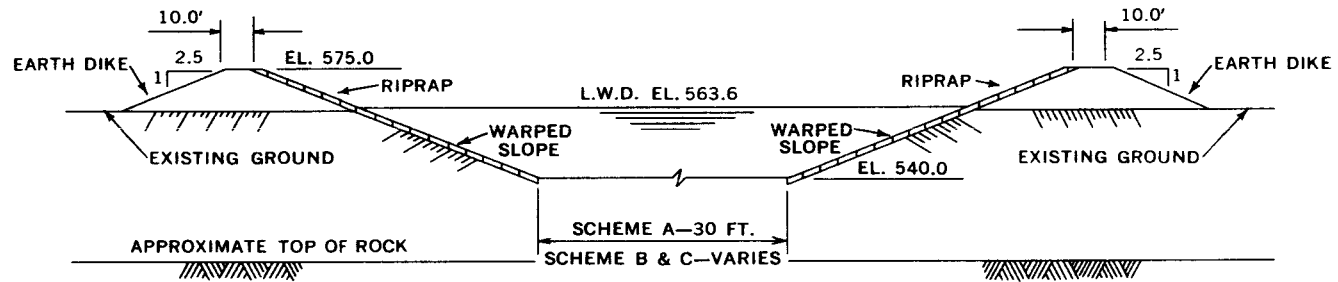 10.0'
10.0'
2.5
1
EL. 575.0
2.5
1
EARTH DIKE
RIPRAP
L.W.D. EL. 563.6
RIPRAP
EARTH DIKE
WARPED
SLOPE
WARPED
SLOPE
EXISTING GROUND
EXISTING GROUND
EL. 540.0
SCHEME A—30 FT.
SCHEME B & C—VARIES
APPROXIMATE TOP OF ROCK